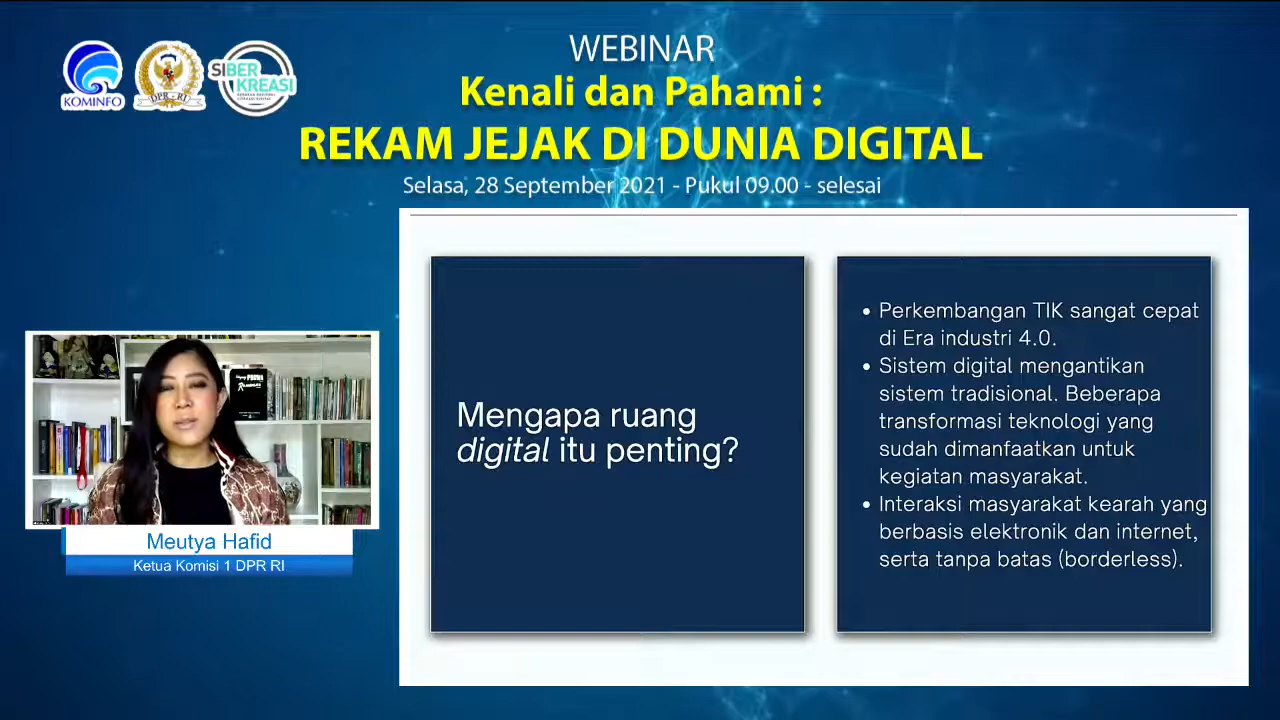 WEBINAR
Kenali dan Pahami :
REKAM JEJAK DI DUNIA DIGITAL
Selasa, 28 September 2021 - Pukul 09.00 - selesai
KOMINFO
DPR - RI
SIBER
KREASI
Mengapa ruang
digital itu penting?
• Perkembangan TIK sangat cepat
di Era industri 4.0.
• Sistem digital mengantikan
sistem tradisional. Beberapa
transformasi teknologi yang
sudah dimanfaatkan untuk
kegiatan masyarakat.
• Interaksi masyarakat kearah yang
berbasis elektronik dan internet,
serta tanpa batas (borderless).
Meutya Hafid
Ketua Komisi 1 DPR RI